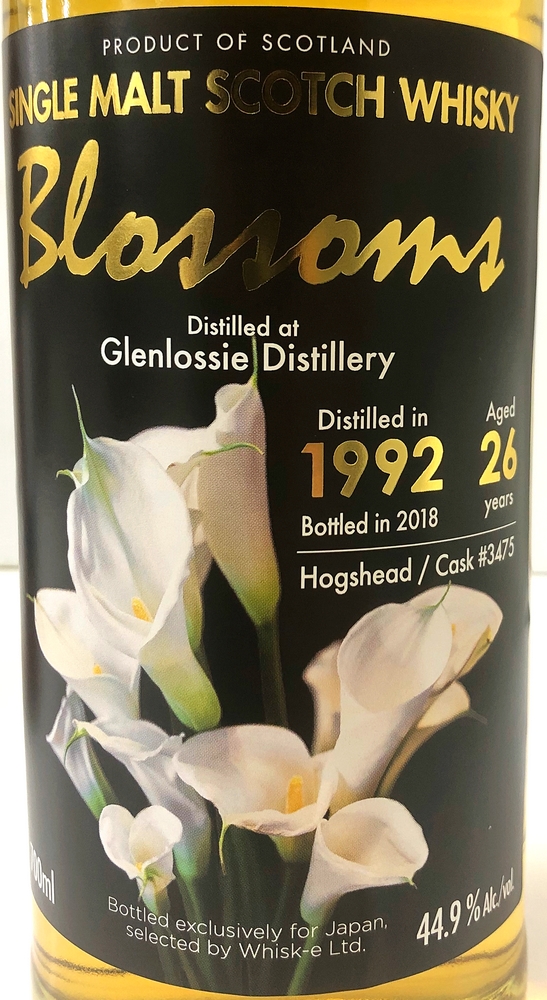 PRODUCT OF SCOTLAND
SINGLE MALT SCOTCH WHISKY
Blossoms
Distilled at
Glenlossie Distillery
Distilled in
1992
Bottled in 2018
Aged
26
years
Hogshead / Cask #3475
700ml
Bottled exclusively for Japan,
selected by Whisk-e Ltd.
44.9 % Alc./vol.